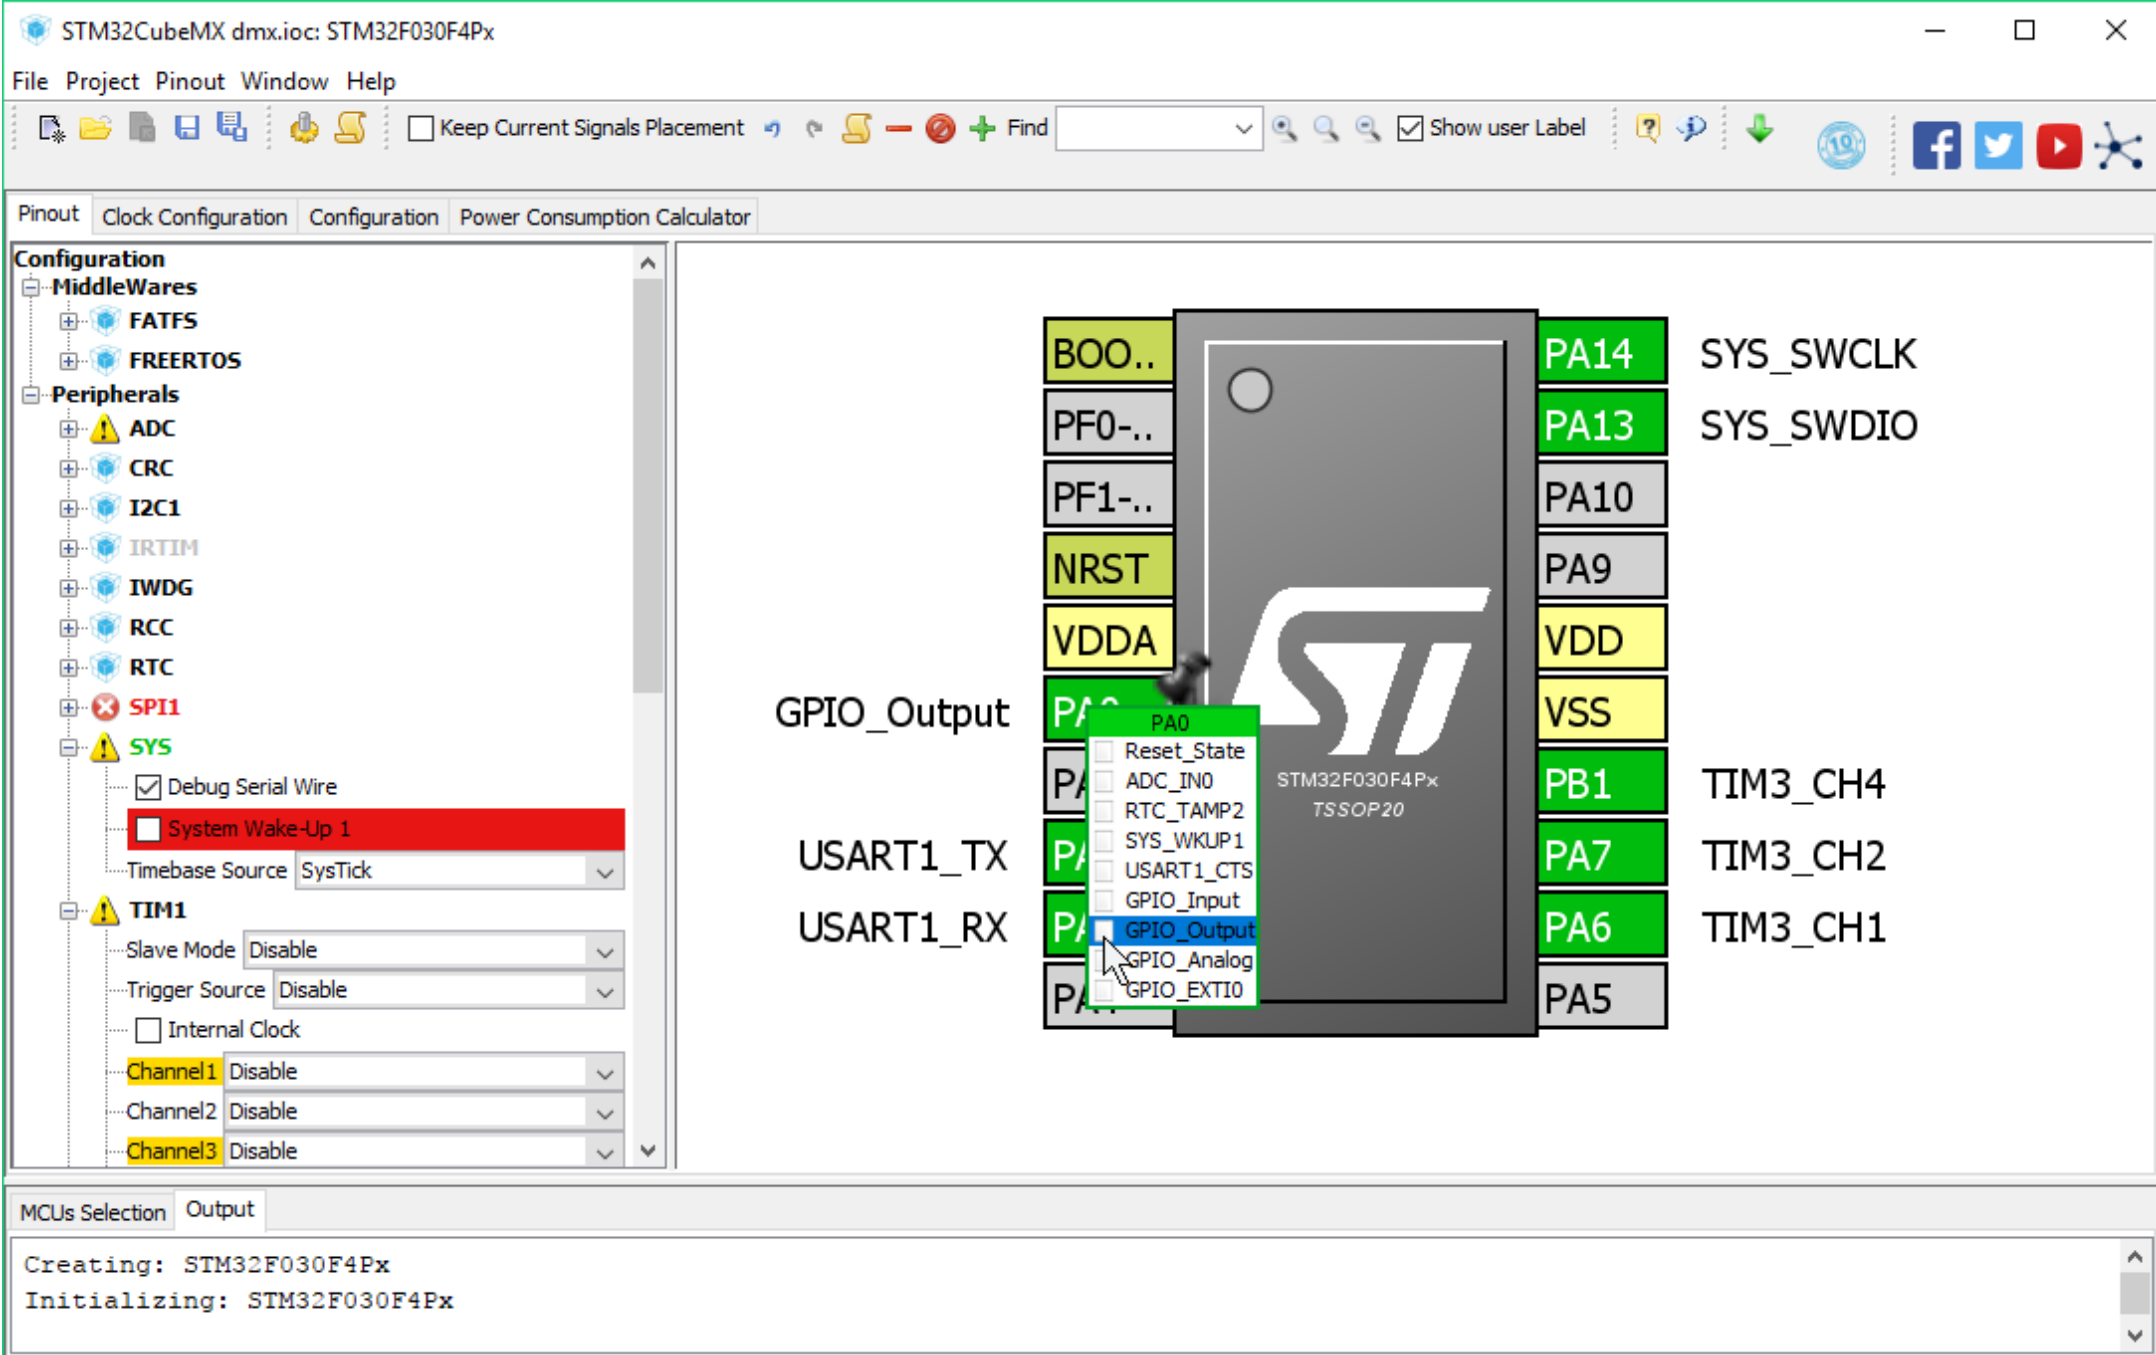 STM32CubeMX dmx.ioc: STM32F030F4Px
File Project Pinout Window Help
Keep Current Signals Placement Find Show user Label
Pinout Clock Configuration Configuration Power Consumption Calculator
Configuration
MiddleWares
FATFS
FREERTOS
Peripherals
ADC
CRC
I2C1
IRTIM
IWDG
RCC
RTC
SPI1
SYS
Debug Serial Wire
System Wake-Up 1
Timebase Source SysTick
TIM1
Slave Mode Disable
Trigger Source Disable
Internal Clock
Channel1 Disable
Channel2 Disable
Channel3 Disable
BOO.. PA14 SYS_SWCLK
PF0-.. PA13 SYS_SWDIO
PF1-.. PA10
NRST PA9
VDDA VDD
GPIO_Output VSS
PB1 TIM3_CH4
USART1_TX PA7 TIM3_CH2
USART1_RX PA6 TIM3_CH1
PA5
ST
STM32F030F4Px
TSSOP20
PA0
Reset_State
ADC_IN0
RTC_TAMP2
SYS_WKUP1
USART1_CTS
GPIO_Input
GPIO_Output
GPIO_Analog
GPIO_EXTI0
MCUs Selection Output
Creating: STM32F030F4Px
Initializing: STM32F030F4Px